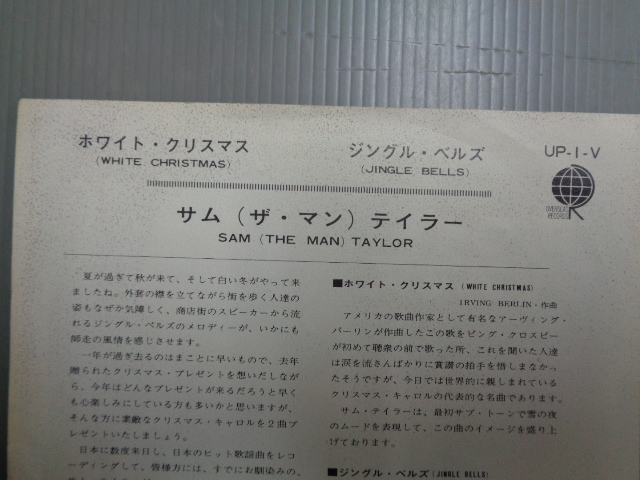 ホワイト・クリスマス
(WHITE CHRISTMAS)
ジングル・ベルズ
(JINGLE BELLS)
UP-1-V
OVERSEAS
RECORDS
サム（ザ・マン）テイラー
SAM (THE MAN) TAYLOR
夏が過ぎて秋が来て、そして白い冬がやって来
ましたね。外套の襟を立てながら街を歩く人達の
姿もなぜか気障しく、商店街のスピーカーから流
れるジングル・ベルズのメロディーが、いかにも
師走の風情を感じさせます。
一年が過ぎ去るのはまことに早いもので、去年
贈られたクリスマス・プレゼントを想いだしなが
ら、今年はどんなプレゼントが来るだろうと早く
も心楽しみにしている方も多いかと思いますが、
そんな方に素敵なクリスマス・キャロルを2曲プ
レゼントいたしましょう。
日本に数度来日し、日本のヒット歌謡曲をレコ
ーディングして、皆様方には、すでにお馴染みの、
■ホワイト・クリスマス (WHITE CHRISTMAS)
IRVING BERLIN・作曲
アメリカの歌曲作家として有名なアーヴィング・
バーリンが作曲したこの歌をビング・クロスビー
が初めて聴衆の前で歌った所、これを聞いた人達
は涙を流さんばかりに賞讃の拍手を惜しまなかっ
たそうですが、今日では世界的に親しまれている
クリスマス・キャロルの代表的な名曲であります。
サム・テイラーは、最初サブ・トーンで雪の夜
のムードを表現して、この曲のイメージを盛り上
げております。
■ジングル・ベルズ (JINGLE BELLS)